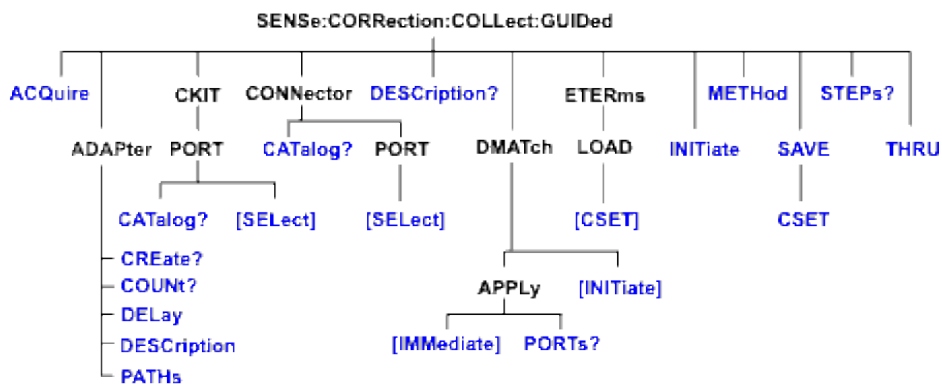 SENSe:CORRection:COLLect:GUIDed
ACQuire CKIT CONNector DESCription? ETERms METHod STEPs?
ADAPter PORT CATalog? PORT DMATch LOAD INITiate SAVE THRU
CATalog? [SELect] [SELect] [CSET] CSET
CREate?
COUNt? APPLy [INITiate]
DELay
DESCription [IMMediate] PORTs?
PATHs